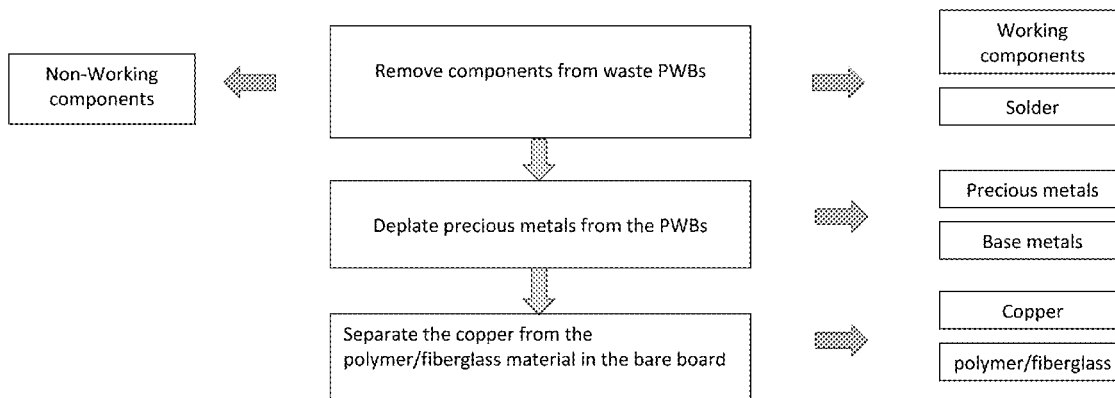 Non-Working
components
Remove components from waste PWBs
Working
components
Solder
Deplate precious metals from the PWBs
Precious metals
Base metals
Separate the copper from the
polymer/fiberglass material in the bare board
Copper
polymer/fiberglass